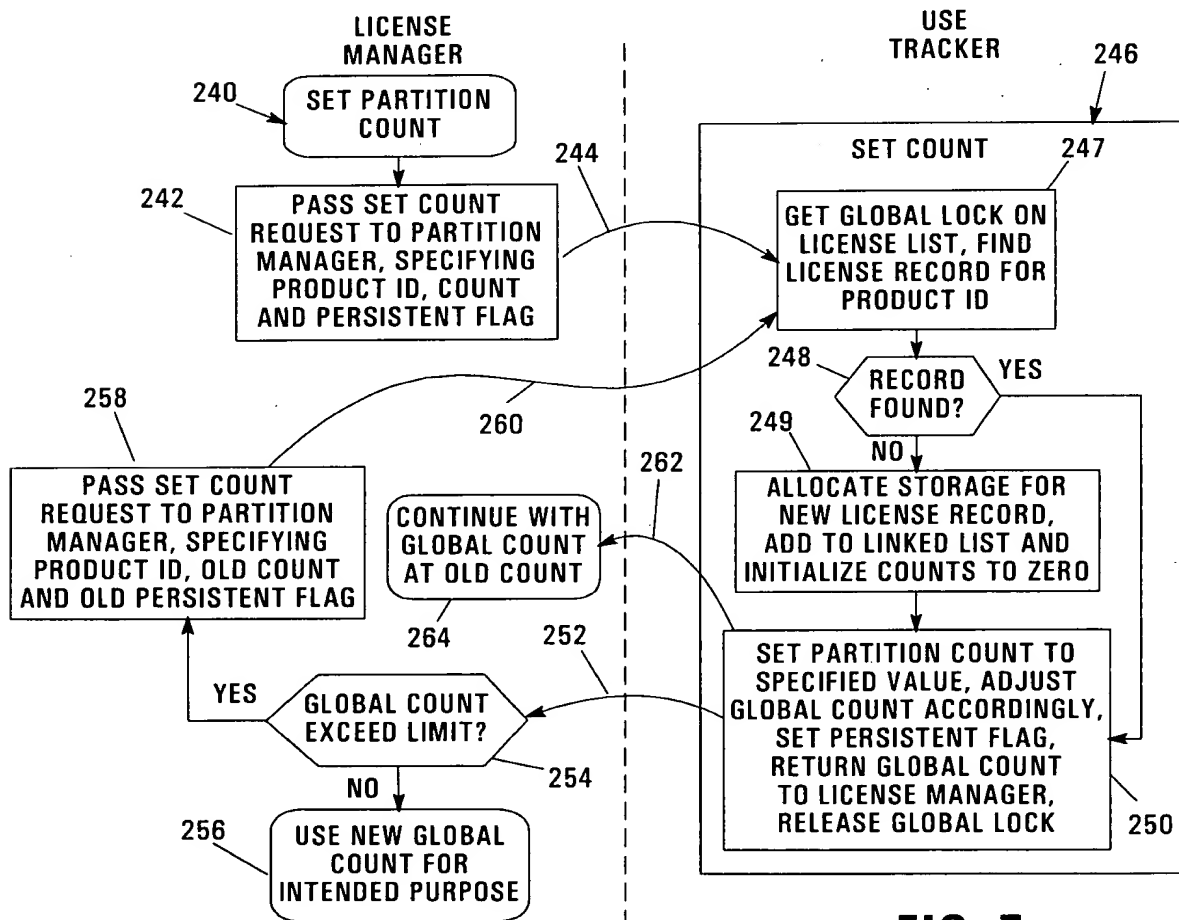 LICENSE
MANAGER
240
SET PARTITION
COUNT
242
PASS SET COUNT
REQUEST TO PARTITION
MANAGER, SPECIFYING
PRODUCT ID, COUNT
AND PERSISTENT FLAG
244
USE
TRACKER
246
SET COUNT
247
GET GLOBAL LOCK ON
LICENSE LIST, FIND
LICENSE RECORD FOR
PRODUCT ID
248
RECORD
FOUND?
YES
NO
249
ALLOCATE STORAGE FOR
NEW LICENSE RECORD,
ADD TO LINKED LIST AND
INITIALIZE COUNTS TO ZERO
SET PARTITION COUNT TO
SPECIFIED VALUE, ADJUST
GLOBAL COUNT ACCORDINGLY,
SET PERSISTENT FLAG,
RETURN GLOBAL COUNT
TO LICENSE MANAGER,
RELEASE GLOBAL LOCK
250
258
PASS SET COUNT
REQUEST TO PARTITION
MANAGER, SPECIFYING
PRODUCT ID, OLD COUNT
AND OLD PERSISTENT FLAG
260
262
CONTINUE WITH
GLOBAL COUNT
AT OLD COUNT
264
252
YES
GLOBAL COUNT
EXCEED LIMIT?
254
NO
256
USE NEW GLOBAL
COUNT FOR
INTENDED PURPOSE